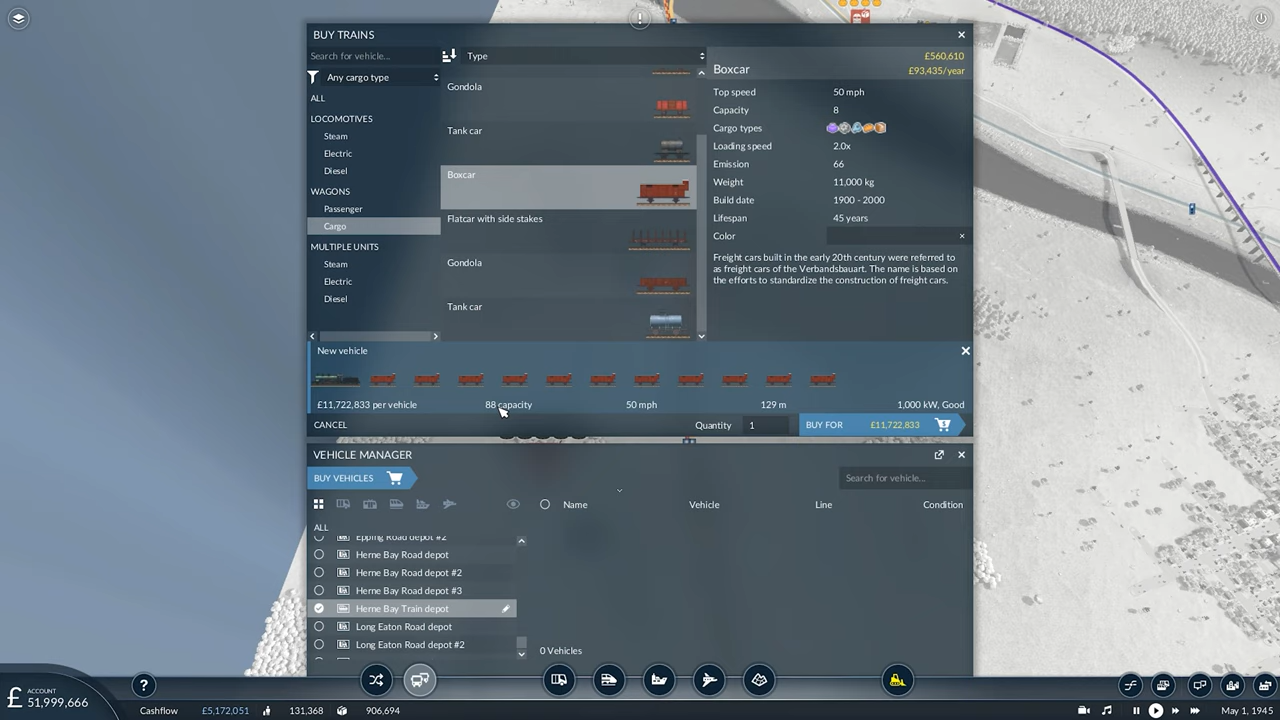 BUY TRAINS
Search for vehicle...
Type
£560,610
Any cargo type
Boxcar
£93,435/year
ALL
Gondola
Top speed 50 mph
LOCOMOTIVES
Capacity 8
Steam
Tank car
Cargo types
Electric
Loading speed 2.0x
Diesel
Emission 66
WAGONS
Boxcar
Weight 11,000 kg
Passenger
Build date 1900 - 2000
Cargo
Flatcar with side stakes
Lifespan 45 years
MULTIPLE UNITS
Color
Steam
Gondola
Freight cars built in the early 20th century were referred to
as freight cars of the Verbandsbauart. The name is based on
the efforts to standardize the construction of freight cars.
Electric
Diesel
Tank car
New vehicle
£11,722,833 per vehicle 88 capacity 50 mph 129 m 1,000 kW, Good
CANCEL Quantity 1 BUY FOR £11,722,833
VEHICLE MANAGER
BUY VEHICLES Search for vehicle...
Name Vehicle Line Condition
ALL
Epping Road depot #2
Herne Bay Road depot
Herne Bay Road depot #2
Herne Bay Road depot #3
Herne Bay Train depot
Long Eaton Road depot
Long Eaton Road depot #2
0 Vehicles
£ ACCOUNT
51,999,666
?
Cashflow £5,172,051 131,368 906,694 May 1, 1945